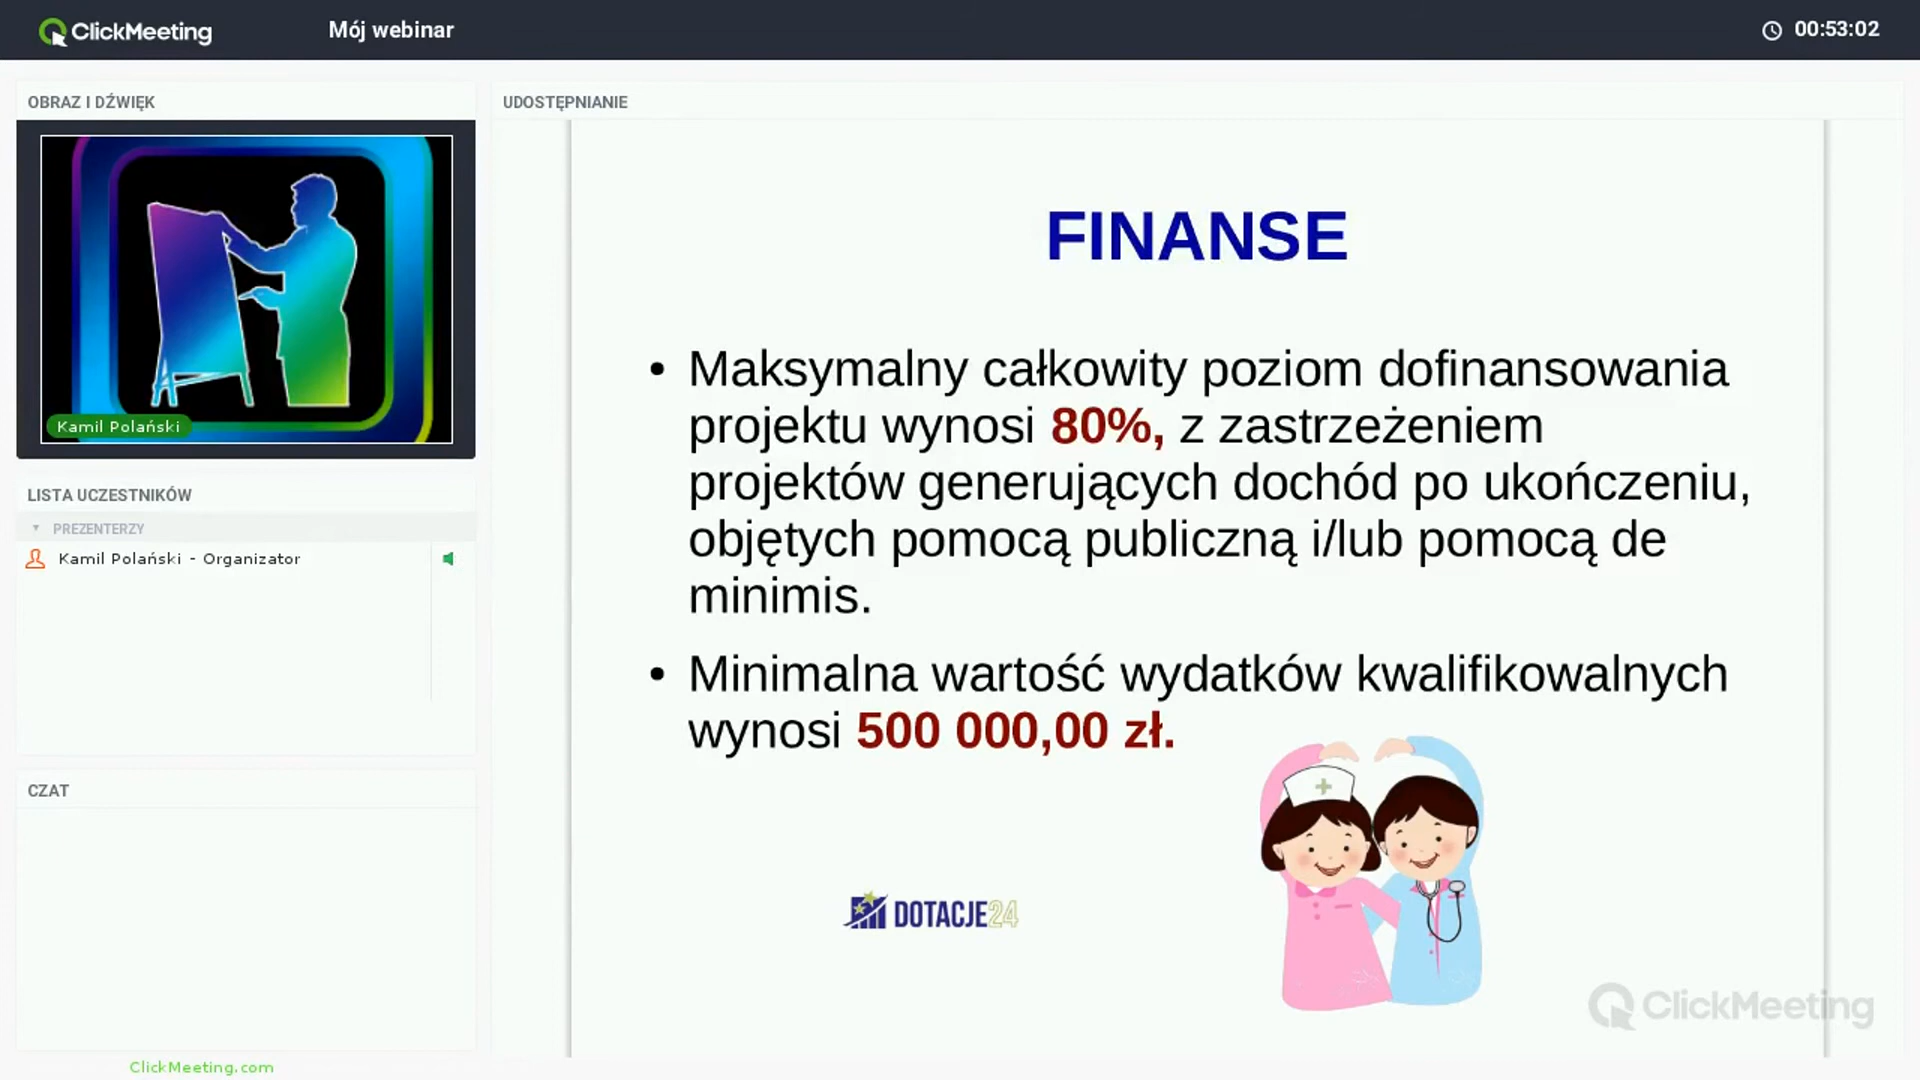 ClickMeeting
Mój webinar
00:53:02
OBRAZ I DŹWIĘK
Kamil Polański
LISTA UCZESTNIKÓW
PREZENTERZY
Kamil Polański - Organizator
CZAT
ClickMeeting.com
UDOSTĘPNIANIE
FINANSE
• Maksymalny całkowity poziom dofinansowania
projektu wynosi 80%, z zastrzeżeniem
projektów generujących dochód po ukończeniu,
objętych pomocą publiczną i/lub pomocą de
minimis.
• Minimalna wartość wydatków kwalifikowalnych
wynosi 500 000,00 zł.
DOTACJE24
ClickMeeting